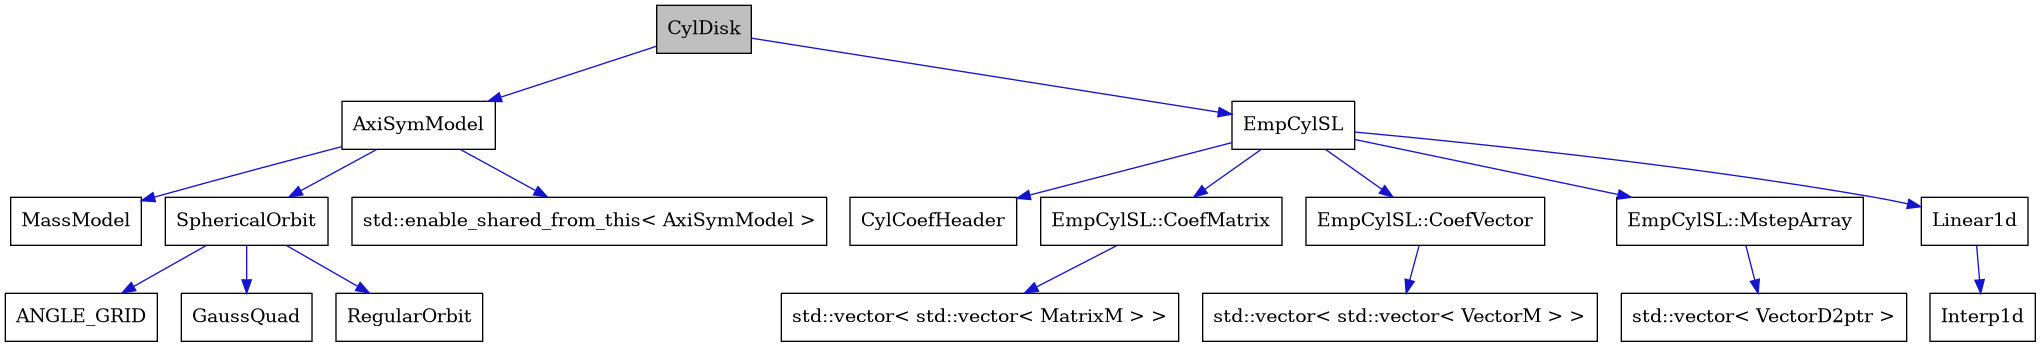 CylDisk
AxiSymModel
EmpCylSL
MassModel
SphericalOrbit
std::enable_shared_from_this< AxiSymModel >
CylCoefHeader
EmpCylSL::CoefMatrix
EmpCylSL::CoefVector
EmpCylSL::MstepArray
Linear1d
ANGLE_GRID
GaussQuad
RegularOrbit
std::vector< std::vector< MatrixM > >
std::vector< std::vector< VectorM > >
std::vector< VectorD2ptr >
Interp1d